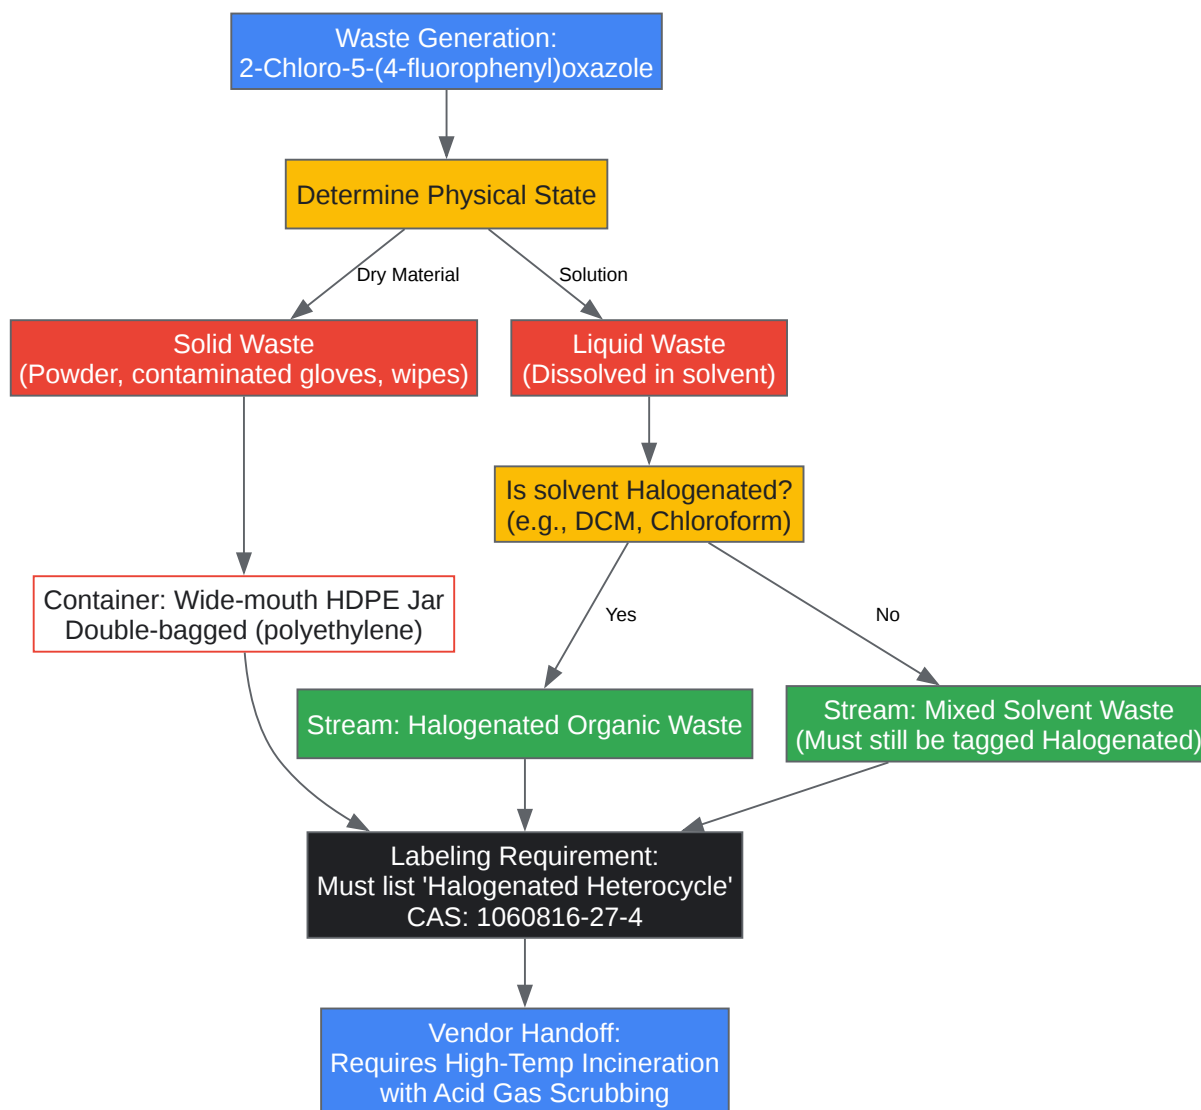 Waste Generation:
2-Chloro-5-(4-fluorophenyl)oxazole
Determine Physical State
Dry Material
Solution
Solid Waste
(Powder, contaminated gloves, wipes)
Liquid Waste
(Dissolved in solvent)
Is solvent Halogenated?
(e.g., DCM, Chloroform)
Container: Wide-mouth HDPE Jar
Double-bagged (polyethylene)
Yes
No
Stream: Halogenated Organic Waste
Stream: Mixed Solvent Waste
(Must still be tagged Halogenated)
Labeling Requirement:
Must list 'Halogenated Heterocycle'
CAS: 1060816-27-4
Vendor Handoff:
Requires High-Temp Incineration
with Acid Gas Scrubbing